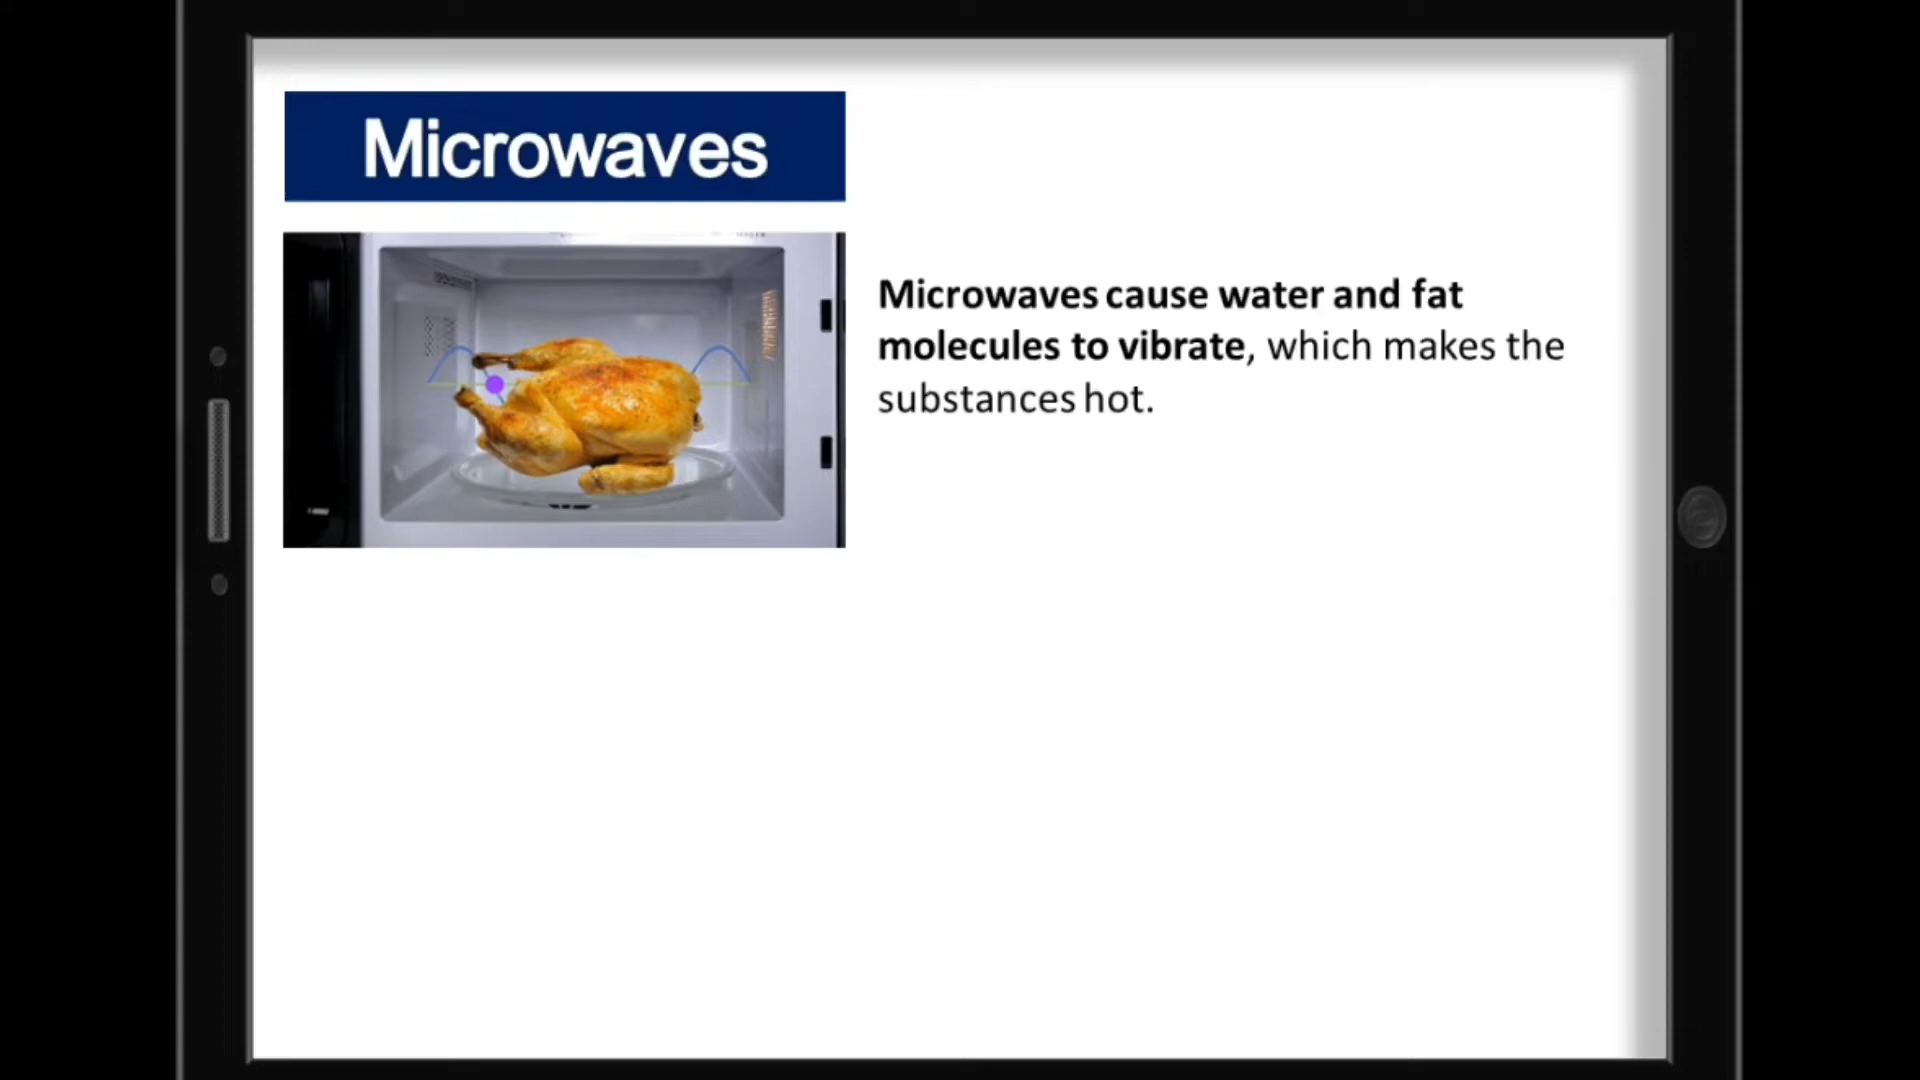 Microwaves
Microwaves cause water and fat
molecules to vibrate, which makes the
substances hot.